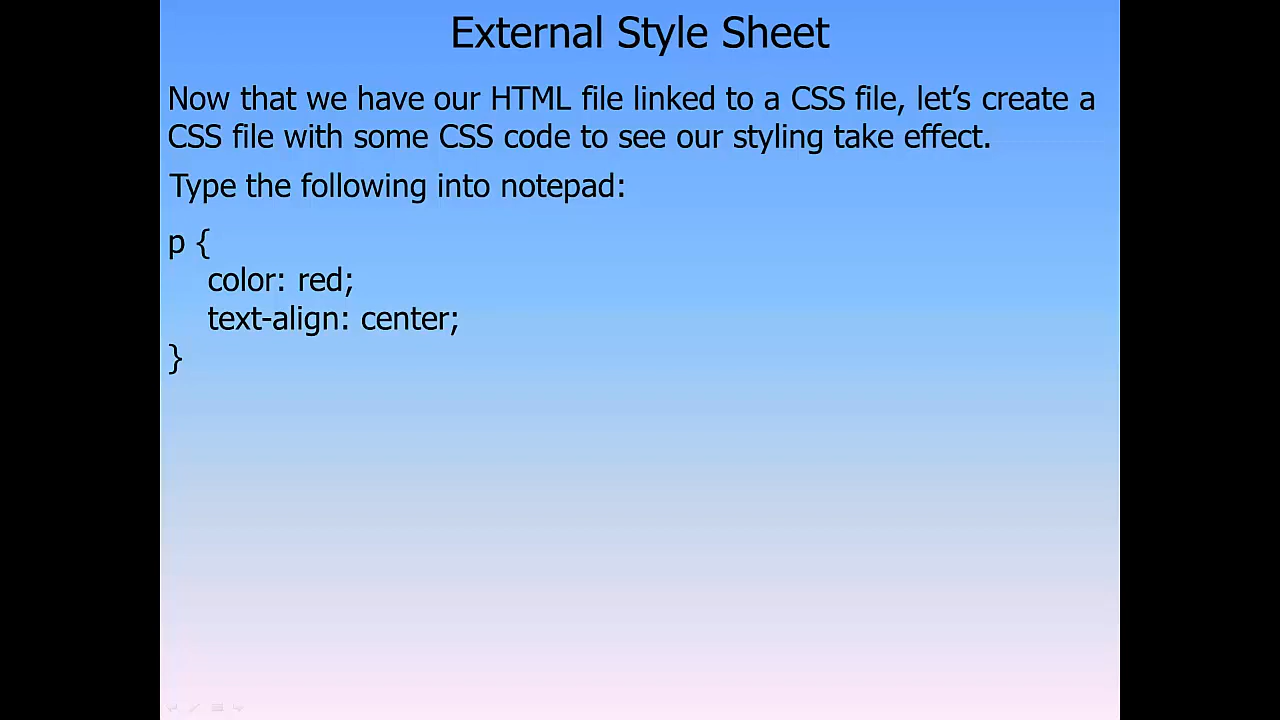 External Style Sheet
Now that we have our HTML file linked to a CSS file, let’s create a
CSS file with some CSS code to see our styling take effect.
Type the following into notepad:
p {
color: red;
text-align: center;
}